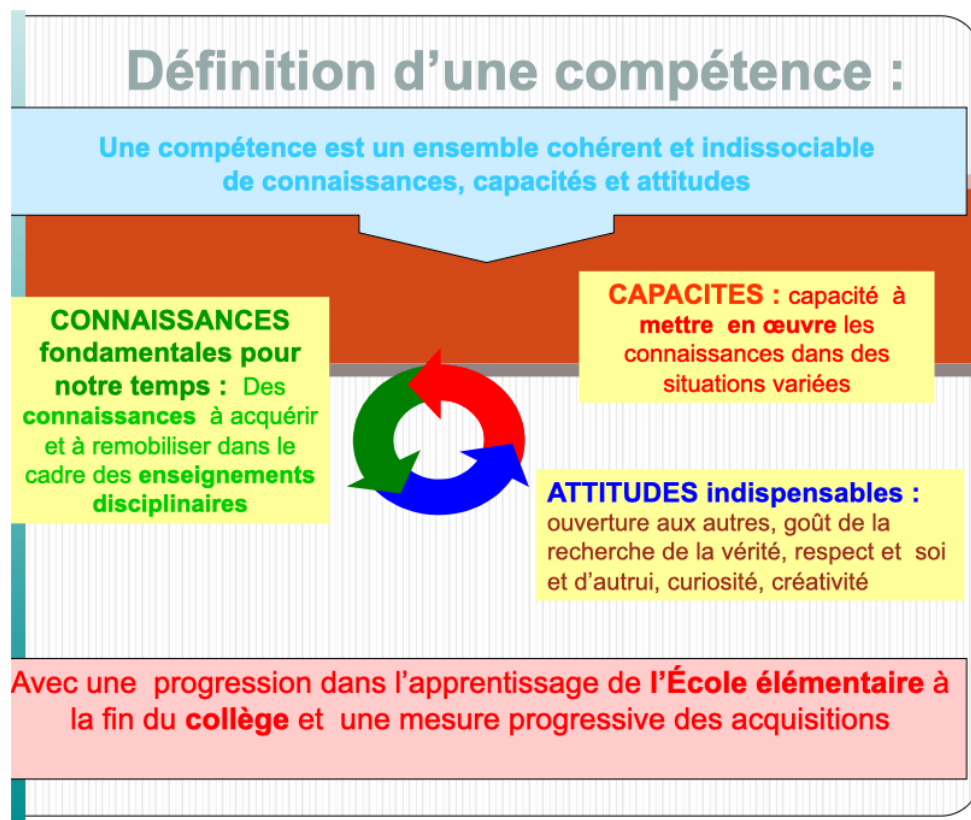 Définition d’une compétence :
Une compétence est un ensemble cohérent et indissociable
de connaissances, capacités et attitudes
CONNAISSANCES
fondamentales pour
notre temps : Des
connaissances à acquérir
et à remobiliser dans le
cadre des enseignements
disciplinaires
CAPACITES : capacité à
mettre en œuvre les
connaissances dans des
situations variées
ATTITUDES indispensables :
ouverture aux autres, goût de la
recherche de la vérité, respect et soi
et d’autrui, curiosité, créativité
Avec une progression dans l’apprentissage de l’École élémentaire à
la fin du collège et une mesure progressive des acquisitions